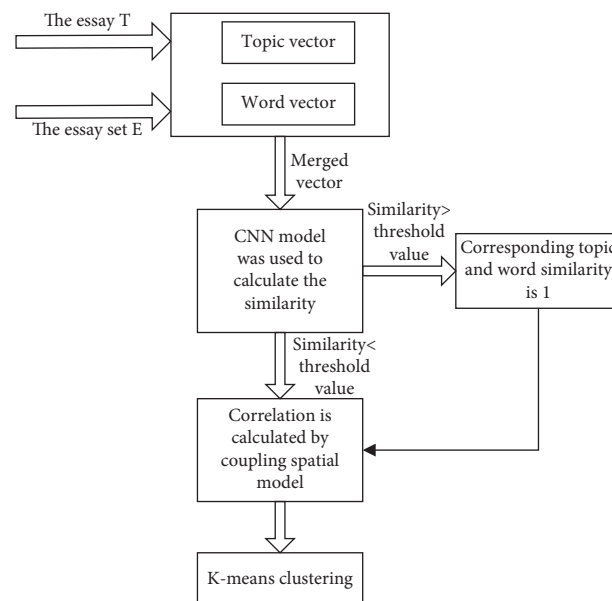 The essay T
Topic vector
Word vector
The essay set E
Merged
vector
CNN model
was used to
calculate the
similarity
Similarity>
threshold
value
Corresponding topic
and word similarity
is 1
Similarity<
threshold
value
Correlation is
calculated by
coupling spatial
model
K-means clustering